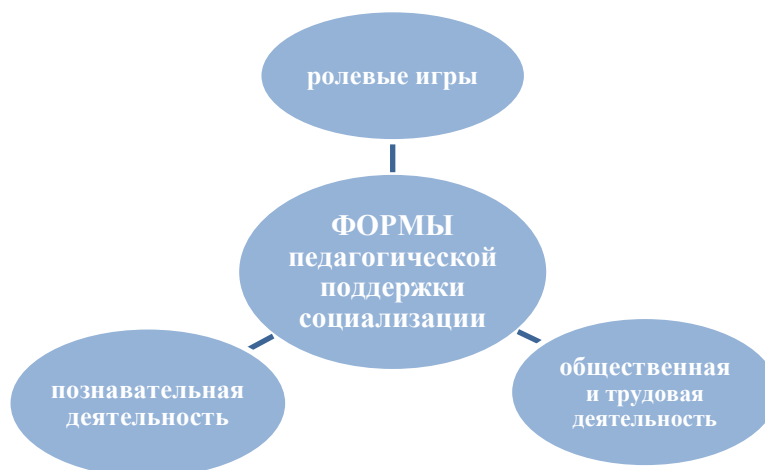 ролевые игры
ФОРМЫ
педагогической
поддержки
социализации
познавательная
деятельность
общественная
и трудовая
деятельность